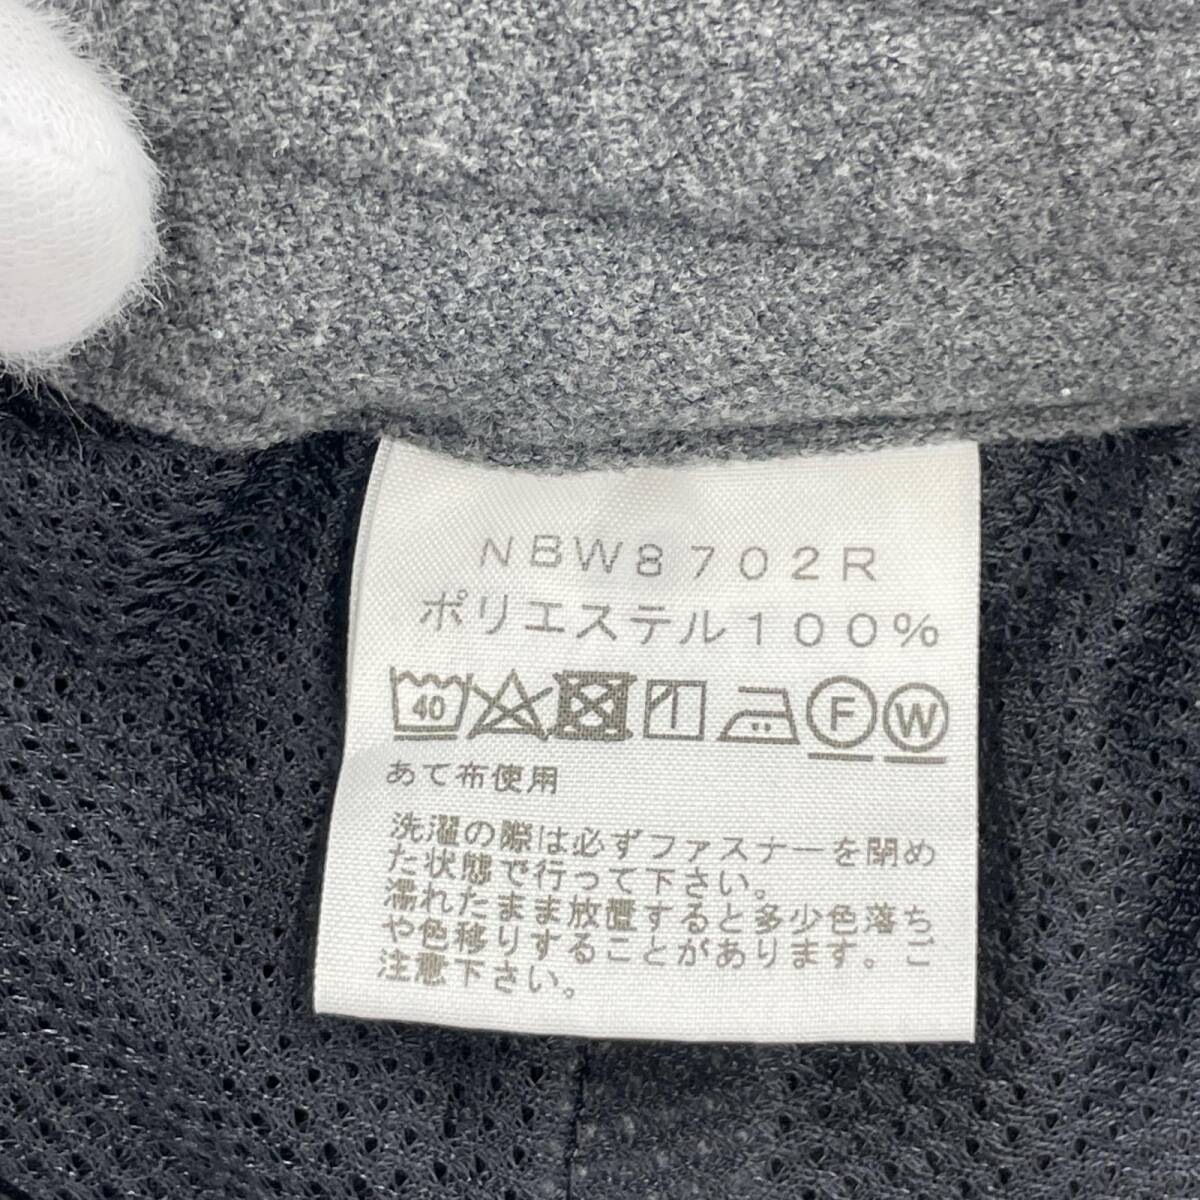 NBW8702R
ポリエステル100%
40 F W
あて布使用
洗濯の際は必ずファスナーを閉め
た状態で行って下さい。
濡れたまま放置すると多少色落ち
や色移りすることがあります。ご
注意下さい。